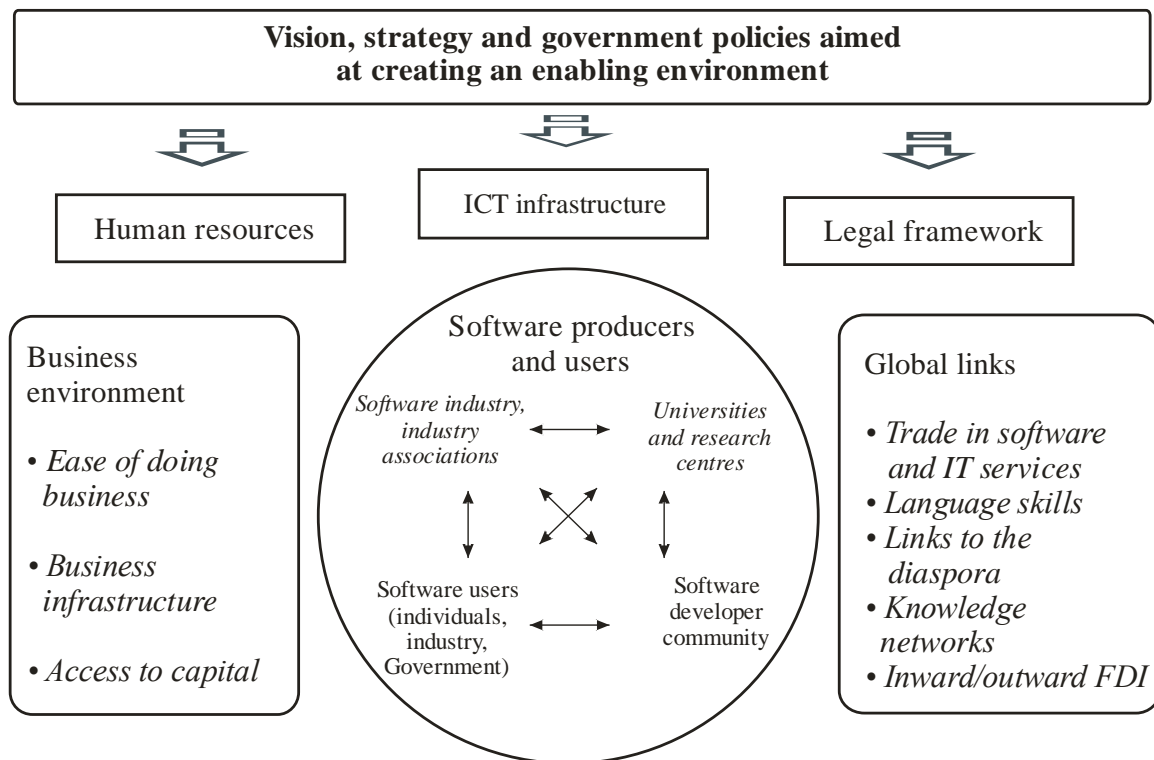 Vision, strategy and government policies aimed
at creating an enabling environment
Human resources
ICT infrastructure
Legal framework
Business
environment
• Ease of doing
business
• Business
infrastructure
• Access to capital
Software producers
and users
Software industry,
industry
associations
Universities
and research
centres
Software users
(individuals,
industry,
Government)
Software
developer
community
Global links
• Trade in software
and IT services
• Language skills
• Links to the
diaspora
• Knowledge
networks
• Inward/outward FDI